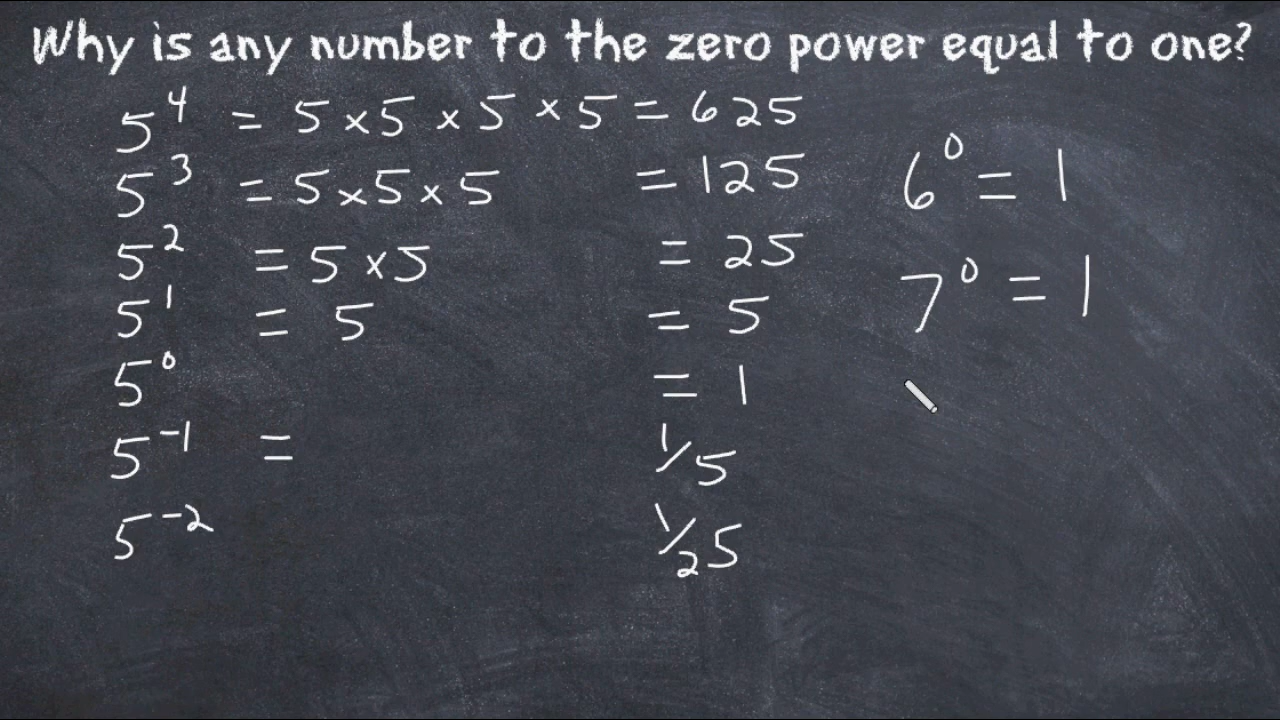 Why is any number to the zero power equal to one?
5⁴ = 5 × 5 × 5 × 5 = 625
5³ = 5 × 5 × 5 = 125
5² = 5 × 5 = 25
5¹ = 5 = 5
5⁰ = 1
5⁻¹ = 1/5
5⁻² 1/25
6⁰ = 1
7⁰ = 1